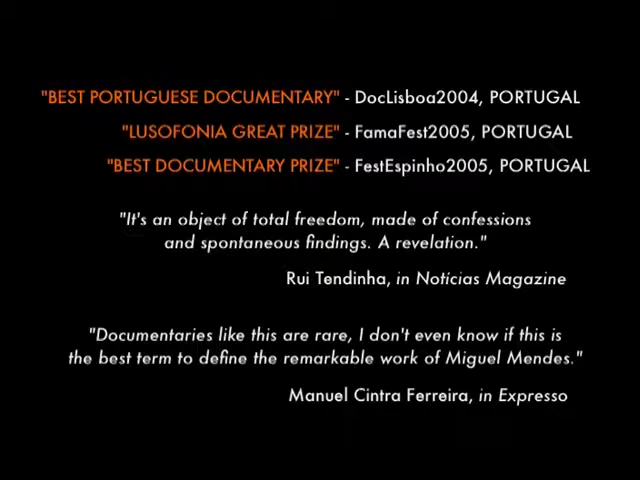 "BEST PORTUGUESE DOCUMENTARY" - DocLisboa2004, PORTUGAL
"LUSOFONIA GREAT PRIZE" - FamaFest2005, PORTUGAL
"BEST DOCUMENTARY PRIZE" - FestEspinho2005, PORTUGAL
"It's an object of total freedom, made of confessions
and spontaneous findings. A revelation."
Rui Tendinha, in Notícias Magazine
"Documentaries like this are rare, I don't even know if this is
the best term to define the remarkable work of Miguel Mendes."
Manuel Cintra Ferreira, in Expresso